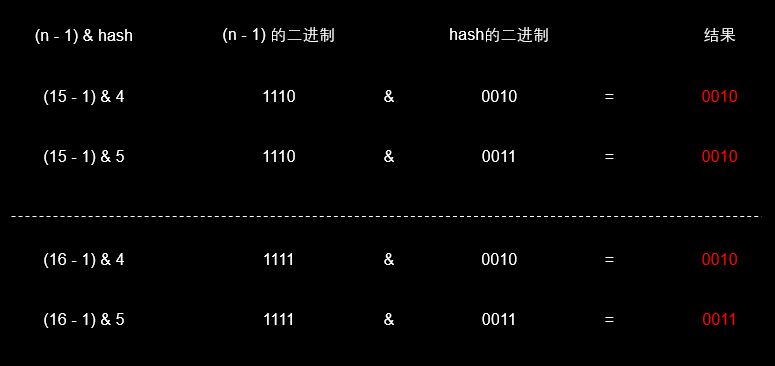 (n - 1) & hash (n - 1) 的二进制 hash的二进制 结果
(15 - 1) & 4 1110 & 0010 = 0010
(15 - 1) & 5 1110 & 0011 = 0010
(16 - 1) & 4 1111 & 0010 = 0010
(16 - 1) & 5 1111 & 0011 = 0011